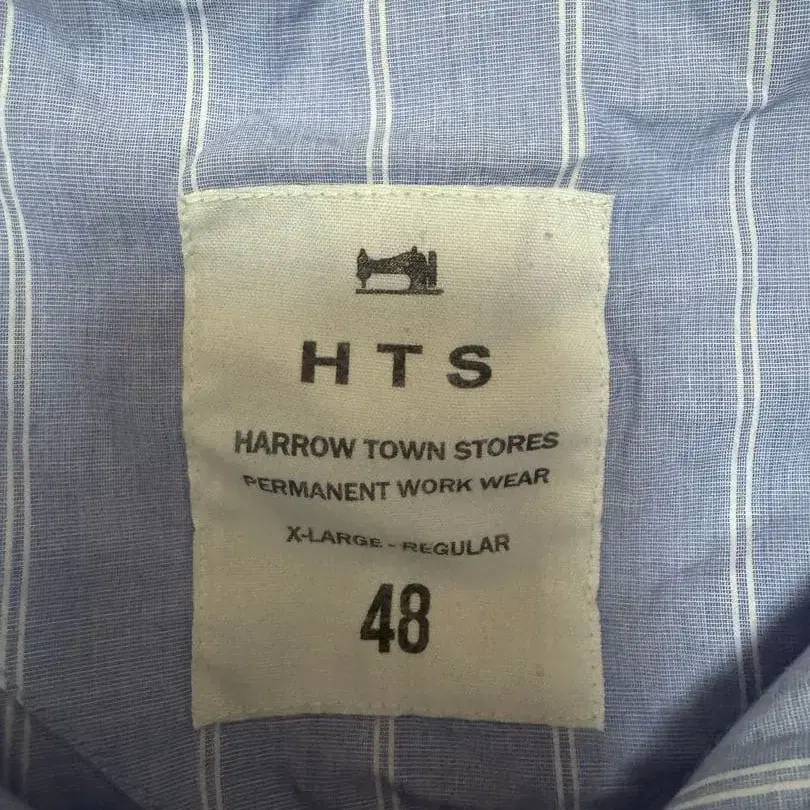 HTS
HARROW TOWN STORES
PERMANENT WORK WEAR
X-LARGE - REGULAR
48